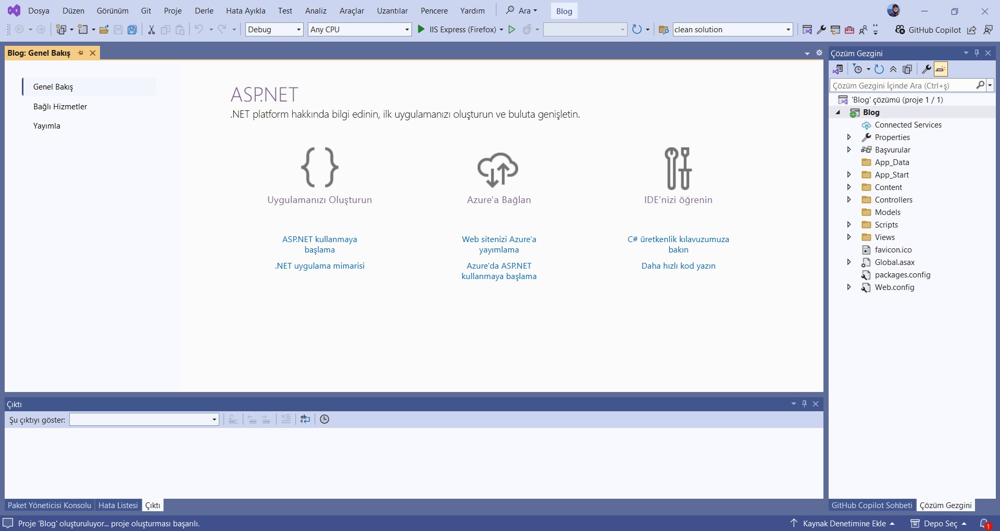 Dosya Düzen Görünüm Git Proje Derle Hata Ayıkla Test Analiz Araçlar Uzantılar Pencere Yardım Ara Blog
Debug Any CPU IIS Express (Firefox) clean solution GitHub Copilot
Blog: Genel Bakış
Genel Bakış
Bağlı Hizmetler
Yayımla
ASP.NET
.NET platform hakkında bilgi edinin, ilk uygulamanızı oluşturun ve buluta genişletin.
Uygulamanızı Oluşturun
ASP.NET kullanmaya
başlama
.NET uygulama mimarisi
Azure'a Bağlan
Web sitenizi Azure'a
yayımlama
Azure'da ASP.NET
kullanmaya başlama
IDE'nizi öğrenin
C# üretkenlik kılavuzumuza
bakın
Daha hızlı kod yazın
Çözüm Gezgini
Çözüm Gezgini İçinde Ara (Ctrl+ş)
'Blog' çözümü (proje 1 / 1)
Blog
Connected Services
Properties
Başvurular
App_Data
App_Start
Content
Controllers
Models
Scripts
Views
favicon.ico
Global.asax
packages.config
Web.config
Çıktı
Şu çıktıyı göster:
Paket Yöneticisi Konsolu Hata Listesi Çıktı
GitHub Copilot Sohbeti Çözüm Gezgini
Proje 'Blog' oluşturuluyor... proje oluşturması başarılı.
Kaynak Denetimine Ekle Depo Seç 1